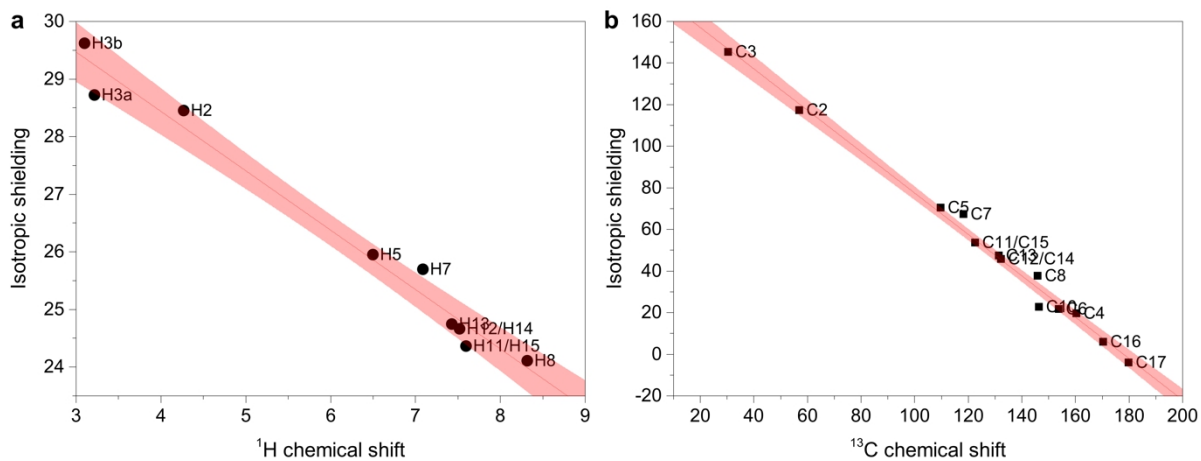 a
30
29
28
27
26
25
24
Isotropic shielding
H3b
H3a
H2
H5
H7
H13
H12/H14
H11/H15
H8
3 4 5 6 7 8 9
¹H chemical shift
b
160
140
120
100
80
60
40
20
0
-20
Isotropic shielding
C3
C2
C5
C7
C11/C15
C13
C12/C14
C8
C10
C6
C4
C16
C17
20 40 60 80 100 120 140 160 180 200
¹³C chemical shift